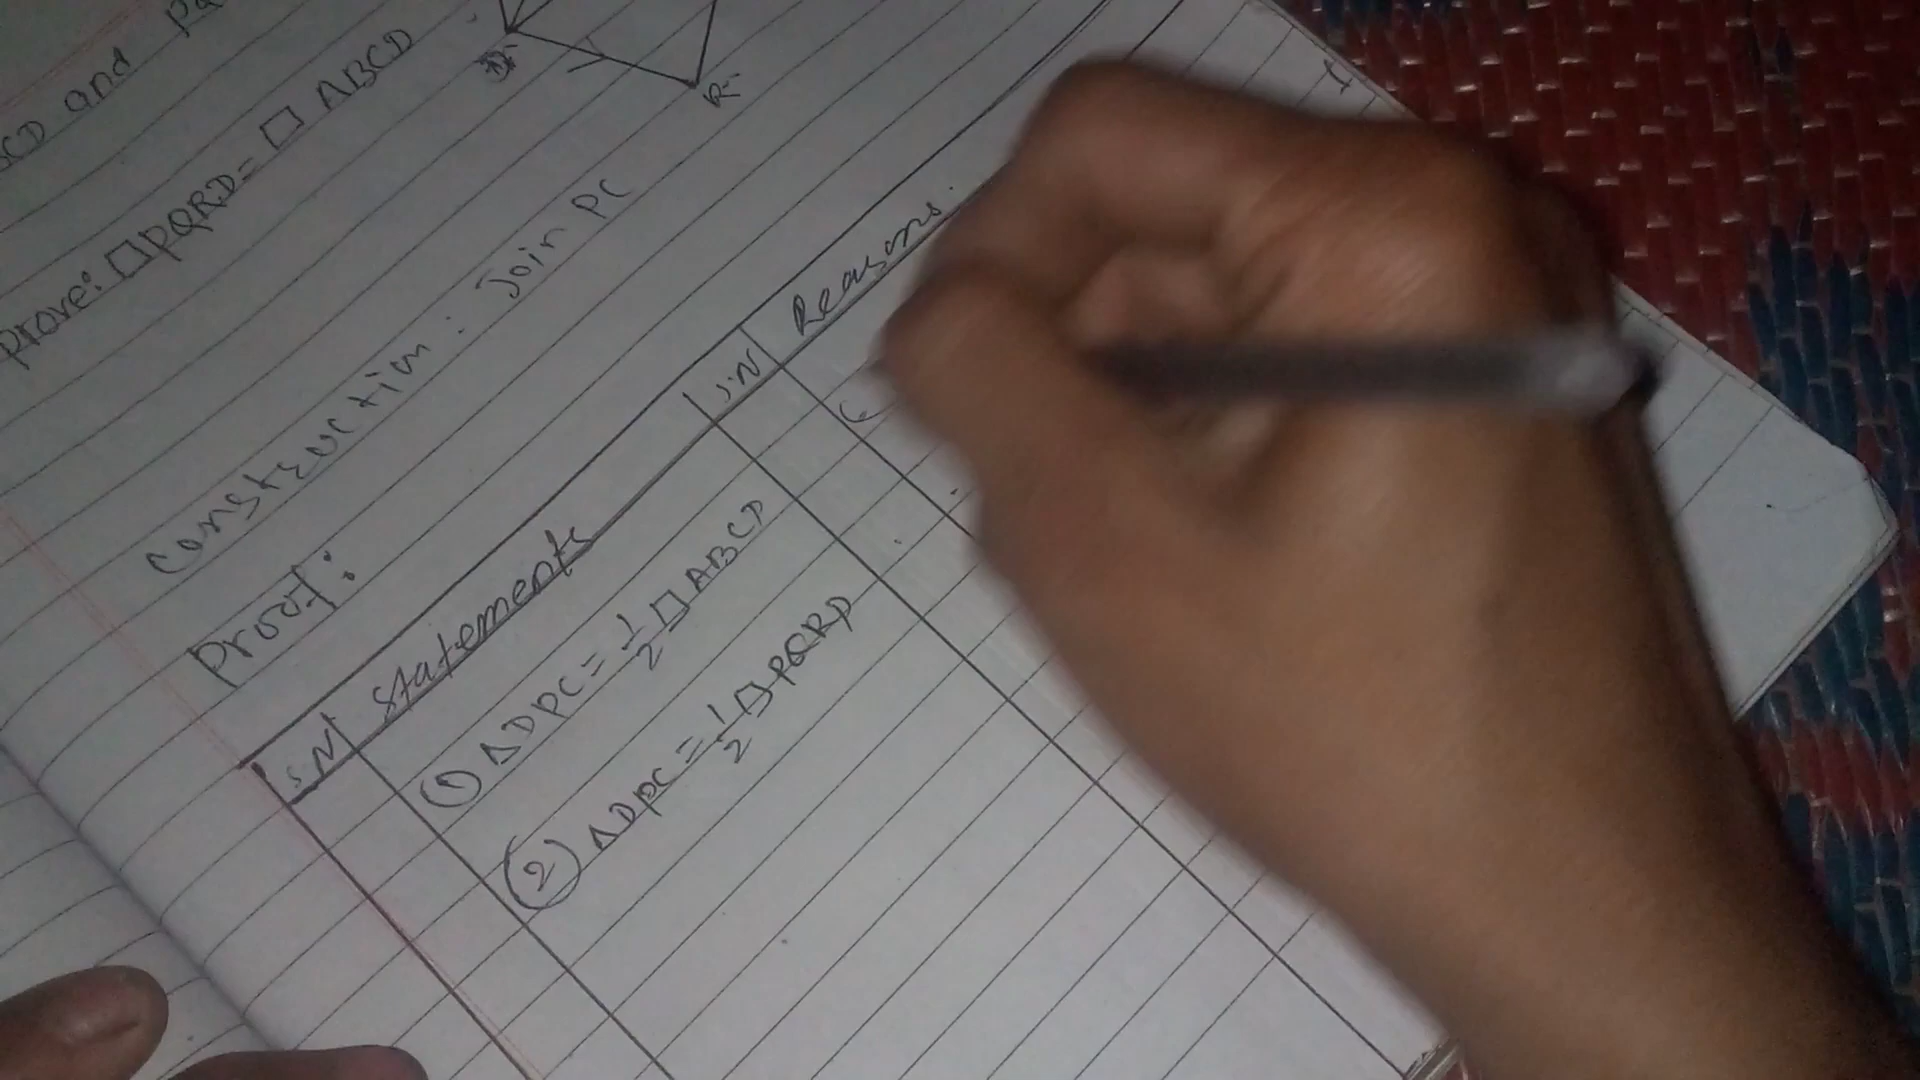 CD and
prove: □PQRD = □ ABCD
R
construction : Join PC
Proof:
S.N Statements S.N Reasons
(1) ΔDPC = 1/2 □ ABCD
(2) ΔDPC = 1/2 □ PQRD